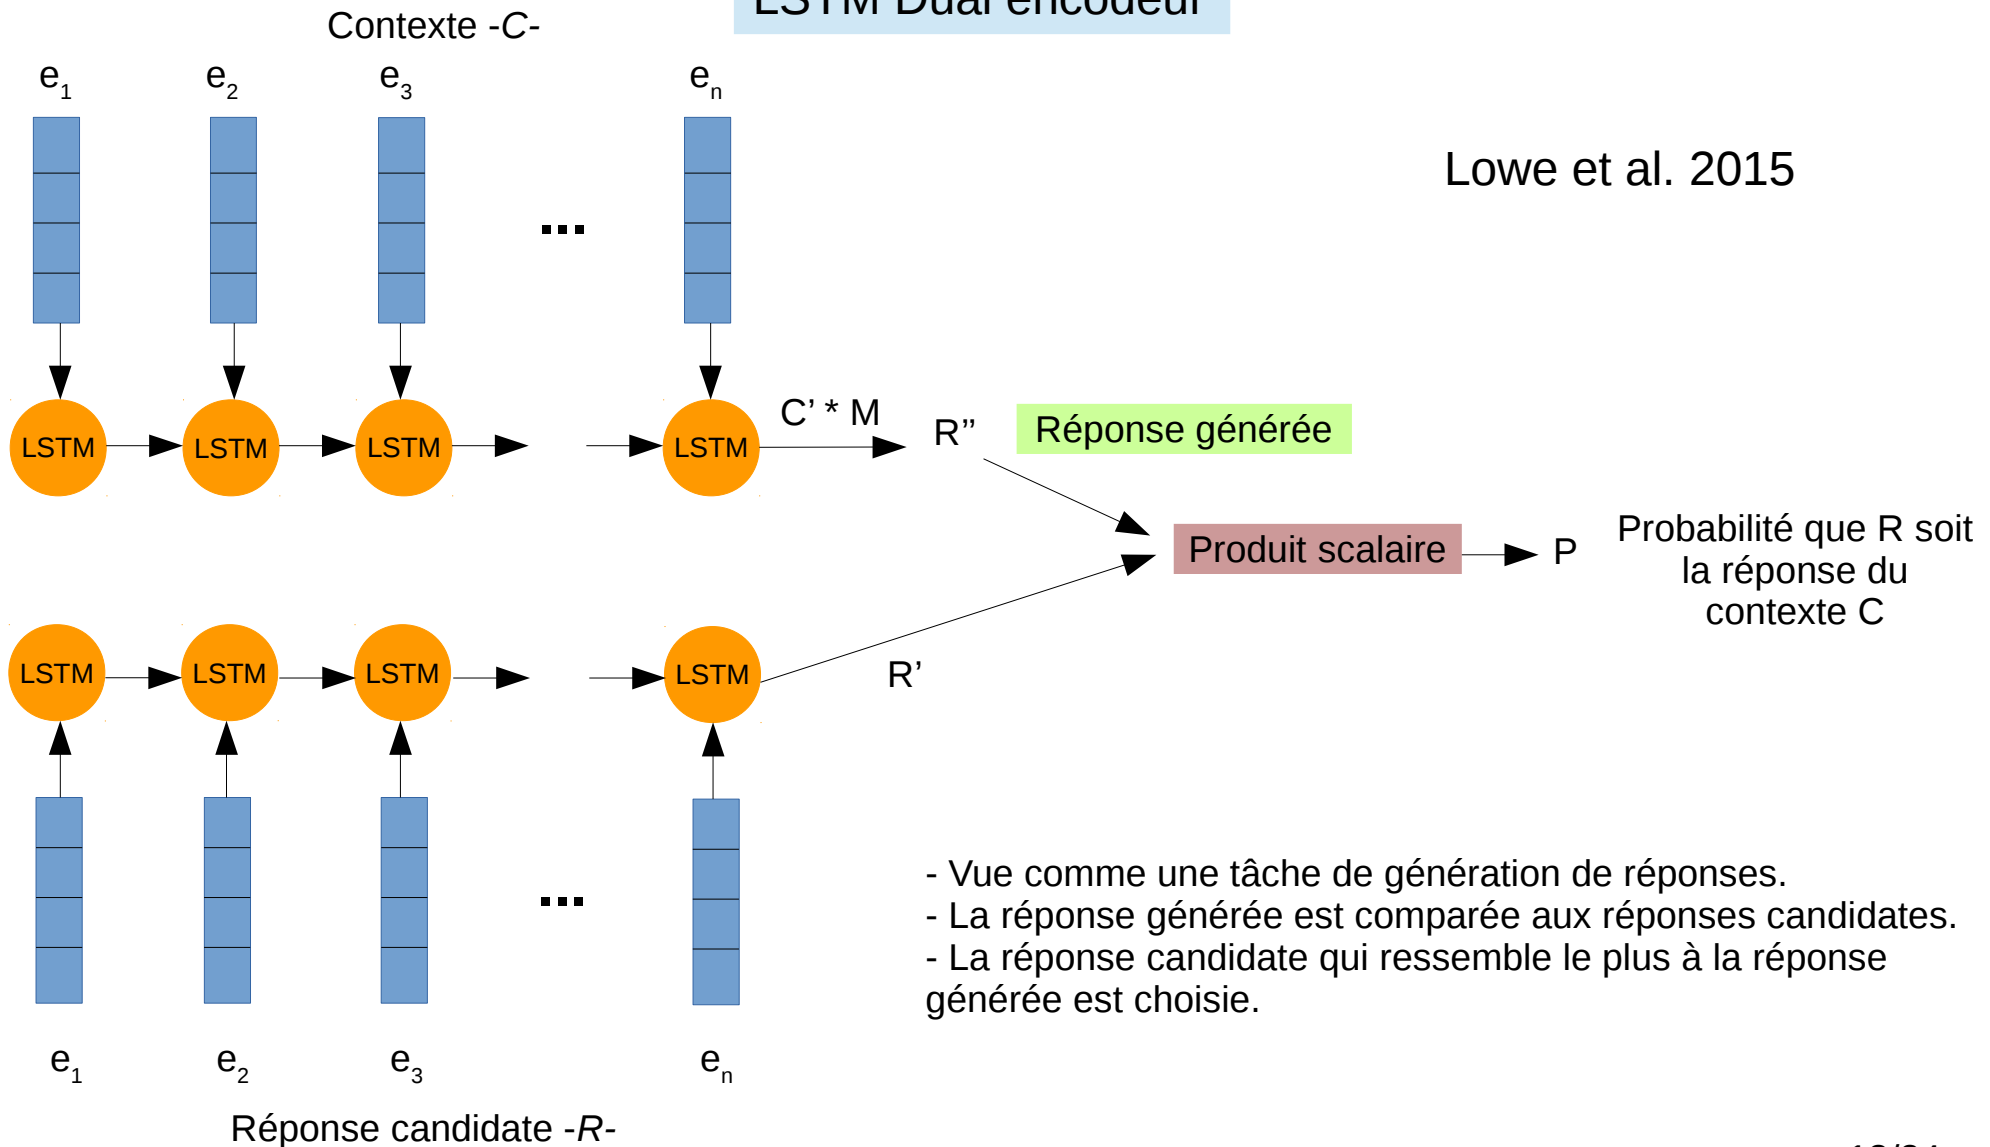 LSTM Dual encodeur
Contexte -C-
e1 e2 e3 en
...
Lowe et al. 2015
LSTM LSTM LSTM LSTM
C’ * M
R’’
Réponse générée
Produit scalaire
P
Probabilité que R soit
la réponse du
contexte C
LSTM LSTM LSTM LSTM
R’
- Vue comme une tâche de génération de réponses.
- La réponse générée est comparée aux réponses candidates.
- La réponse candidate qui ressemble le plus à la réponse
générée est choisie.
...
e1 e2 e3 en
Réponse candidate -R-